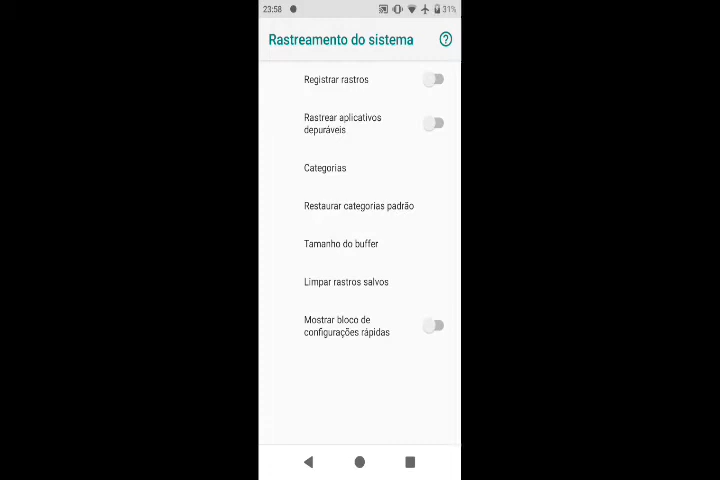 23:58 31%
Rastreamento do sistema
Registrar rastros
Rastrear aplicativos
depuráveis
Categorias
Restaurar categorias padrão
Tamanho do buffer
Limpar rastros salvos
Mostrar bloco de
configurações rápidas